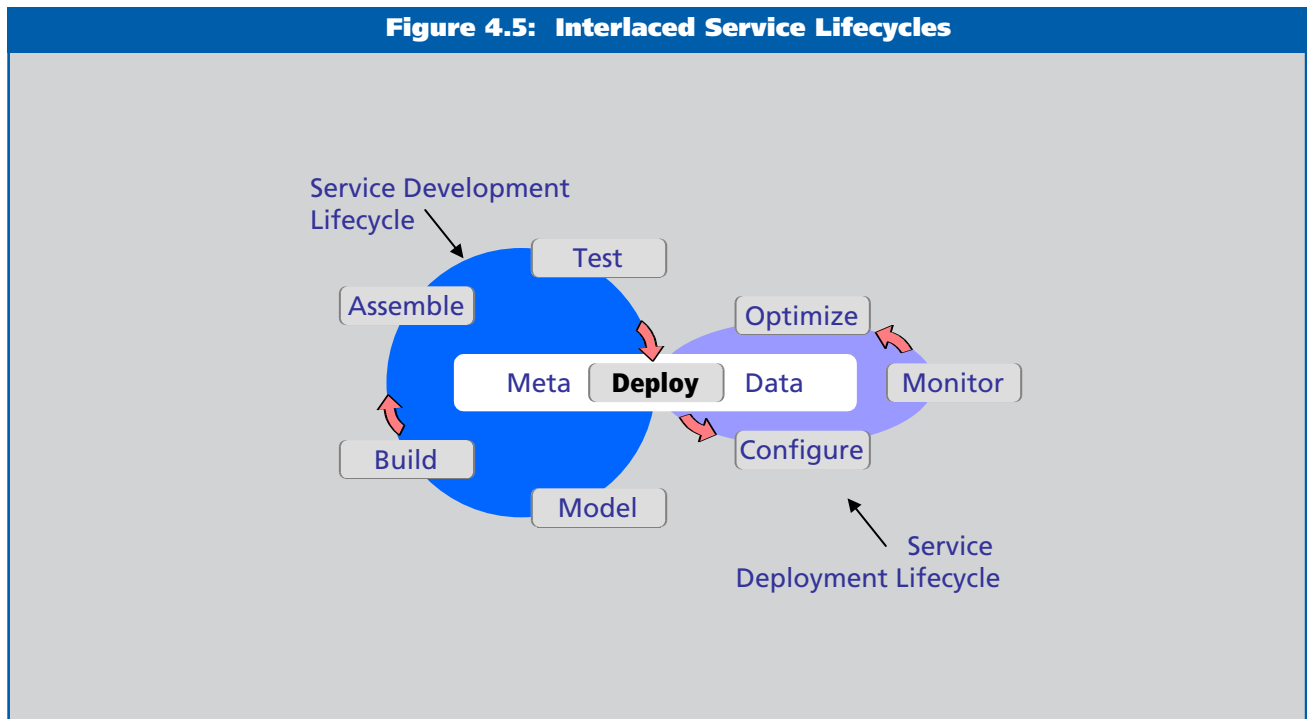 Figure 4.5: Interlaced Service Lifecycles
Service Development
Lifecycle
Test
Assemble
Optimize
Meta Deploy Data
Monitor
Build
Configure
Model
Service
Deployment Lifecycle